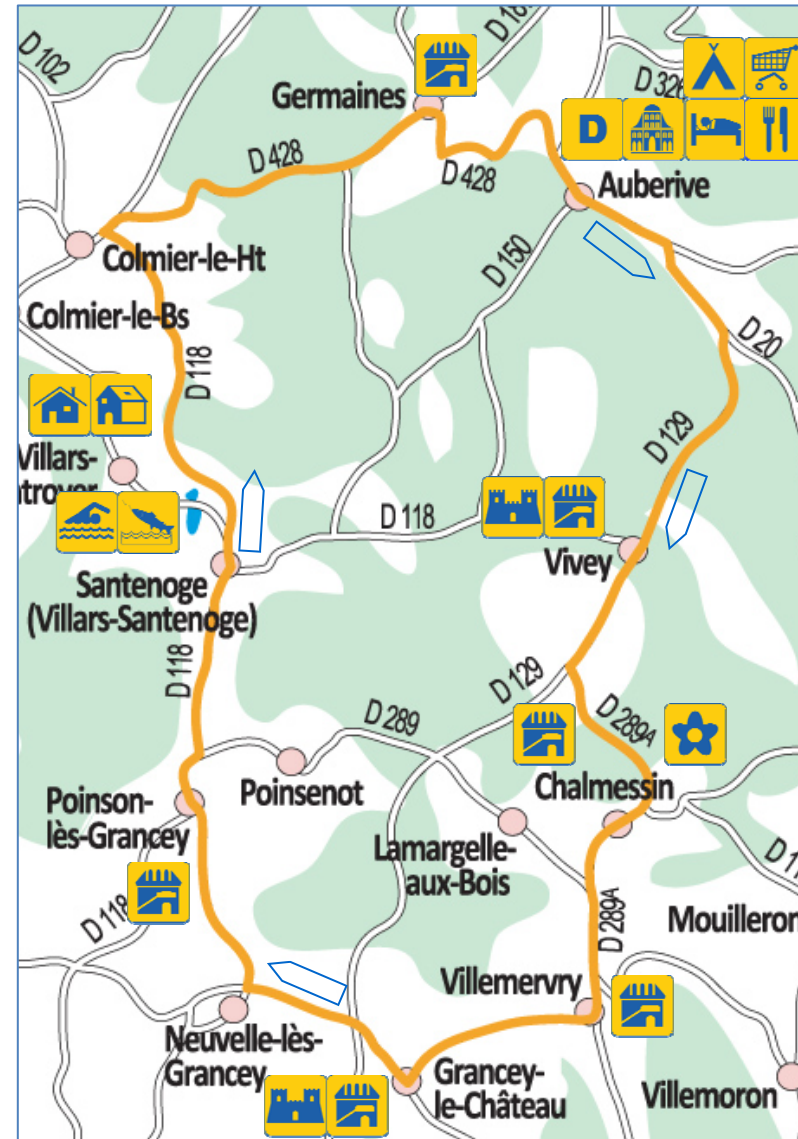 D 102
D 326
Germaines
D
D 428
D 428
Auberive
D 150
Colmier-le-Ht
Colmier-le-Bs
D 20
D 118
D 129
Villars-
D 118
Vivey
Santenoge
(Villars-Santenoge)
D 118
D 129
D 289
D 289A
Poinson-
lès-Grancey
Poinsenot
Chalmessin
Lamargelle-
aux-Bois
D 118
D 289A
Mouilleron
Villemervry
Neuvelle-lès-
Grancey
Grancey-
le-Château
Villemoron